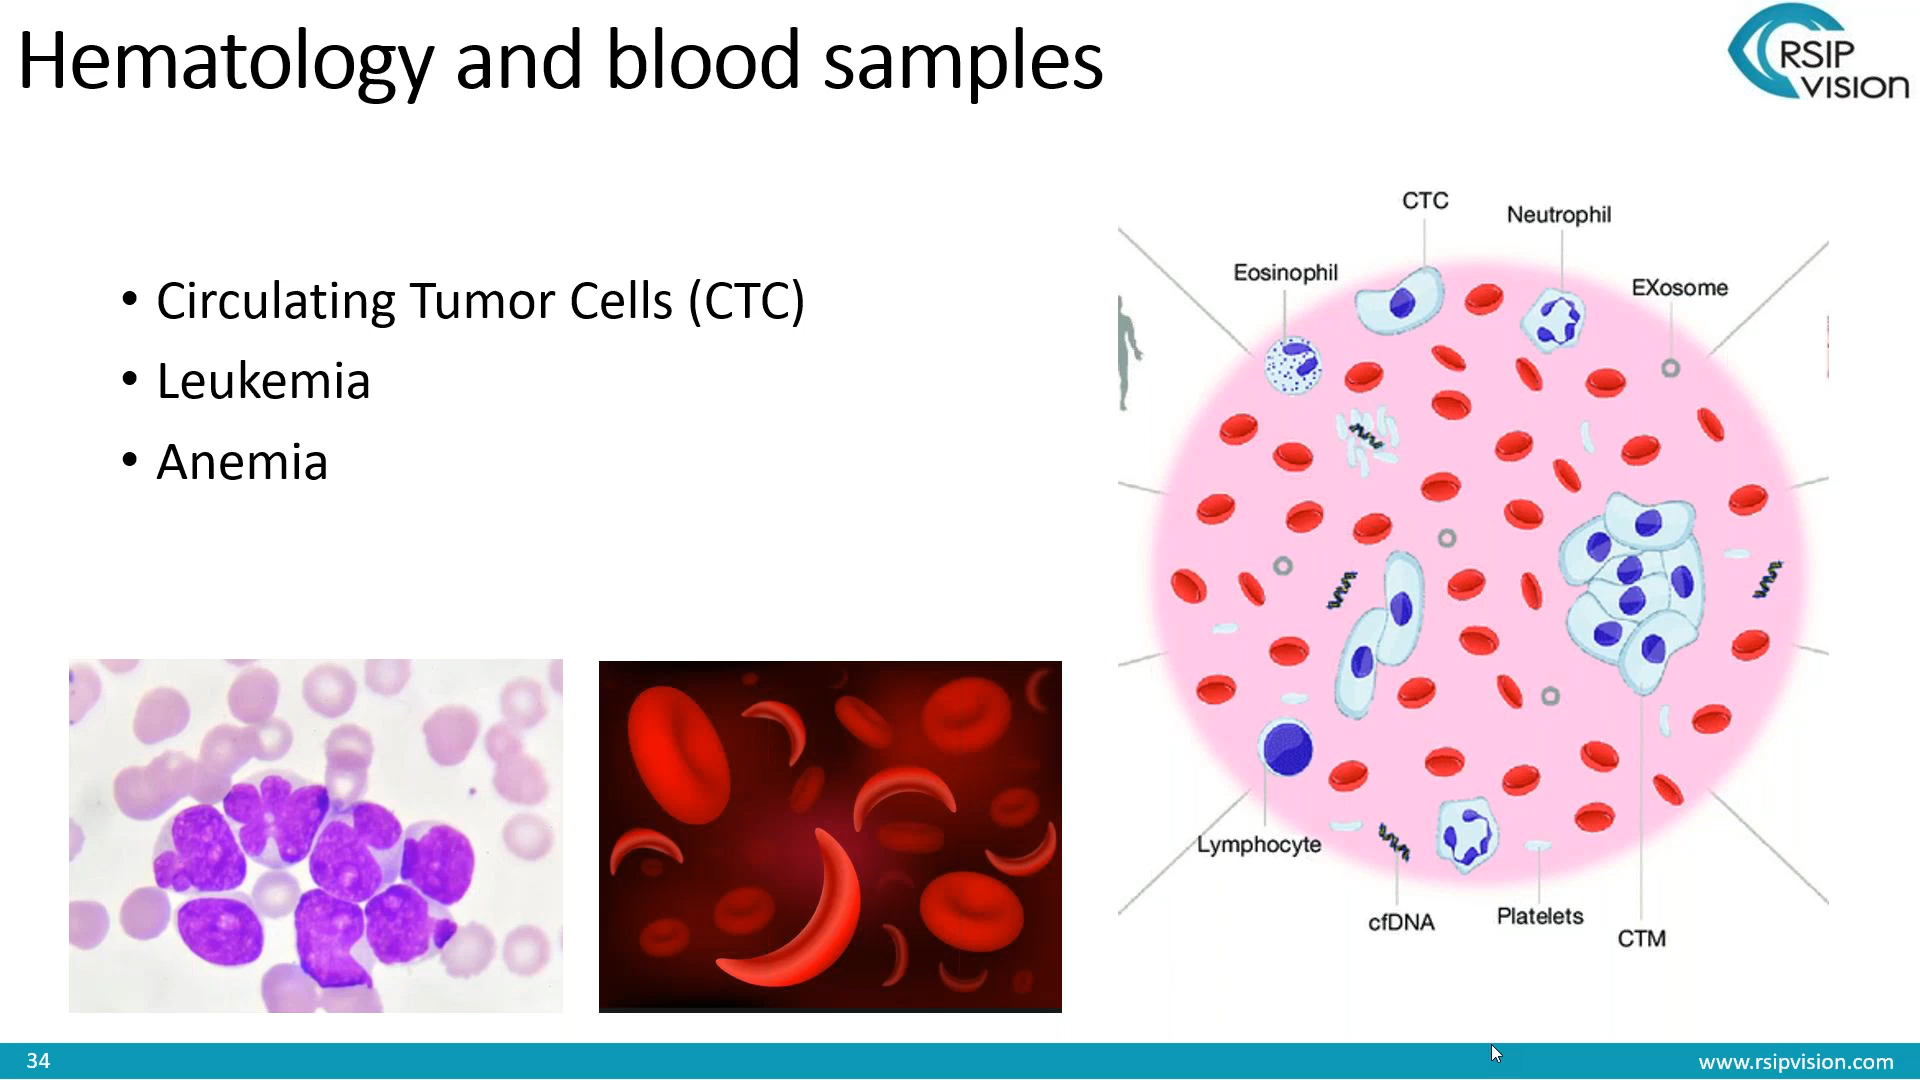 Hematology and blood samples
RSIP
VISION
• Circulating Tumor Cells (CTC)
• Leukemia
• Anemia
CTC
Neutrophil
Eosinophil
EXosome
Lymphocyte
cfDNA
Platelets
CTM
34
www.rsipvision.com